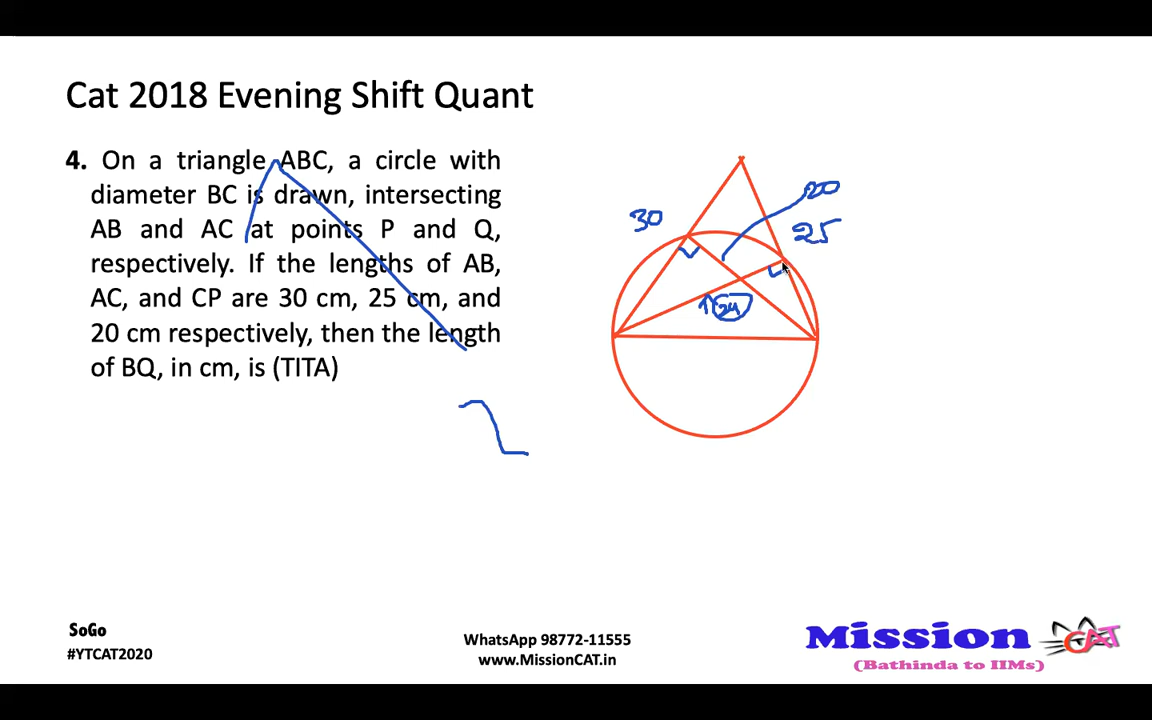 Cat 2018 Evening Shift Quant
4. On a triangle ABC, a circle with
diameter BC is drawn, intersecting
AB and AC at points P and Q,
respectively. If the lengths of AB,
AC, and CP are 30 cm, 25 cm, and
20 cm respectively, then the length
of BQ, in cm, is (TITA)
30
20
25
24
SoGo
#YTCAT2020
WhatsApp 98772-11555
www.MissionCAT.in
Mission CAT
(Bathinda to IIMs)